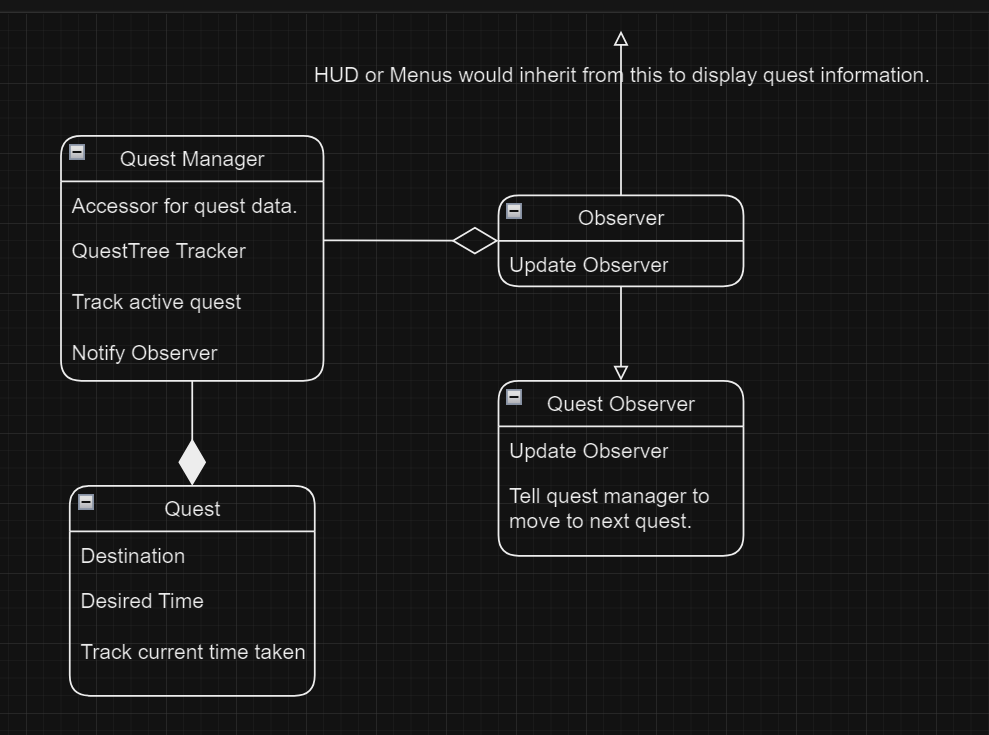 HUD or Menus would inherit from this to display quest information.
Quest Manager
Accessor for quest data.
QuestTree Tracker
Track active quest
Notify Observer
Observer
Update Observer
Quest Observer
Update Observer
Tell quest manager to
move to next quest.
Quest
Destination
Desired Time
Track current time taken